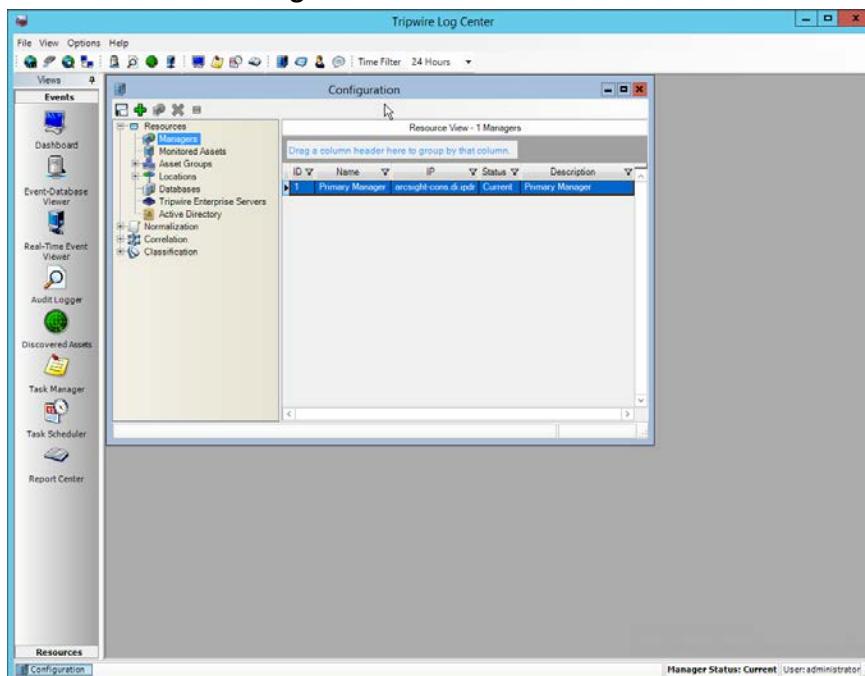 Tripwire Log Center
File View Options Help
Time Filter 24 Hours
Views
Events
Dashboard
Event-Database
Viewer
Real-Time Event
Viewer
Audit Logger
Discovered Assets
Task Manager
Task Scheduler
Report Center
Resources
Configuration
Resources
Managers
Monitored Assets
Asset Groups
Locations
Databases
Tripwire Enterprise Servers
Active Directory
Normalization
Correlation
Classification
Resource View - 1 Managers
Drag a column header here to group by that column.
ID Name IP Status Description
1 Primary Manager arcsight-cons.di.ipdr Current Primary Manager
Configuration
Manager Status: Current User: administrator